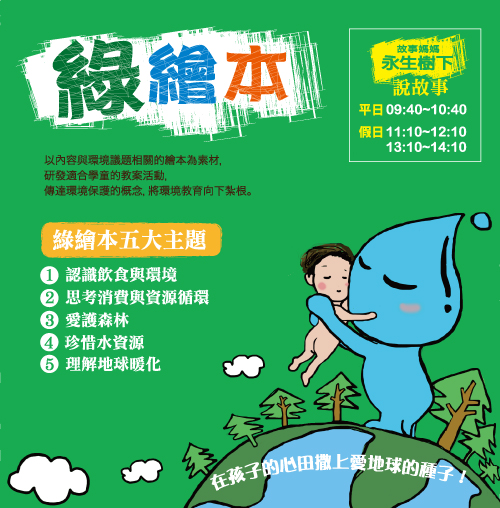 綠繪本
故事媽媽
永生樹下
說故事
平日 09:40~10:40
假日 11:10~12:10
13:10~14:10
以內容與環境議題相關的繪本為素材,
研發適合學童的教案活動,
傳達環境保護的概念, 將環境教育向下紮根。
綠繪本五大主題
1 認識飲食與環境
2 思考消費與資源循環
3 愛護森林
4 珍惜水資源
5 理解地球暖化
在孩子的心田撒上愛地球的種子！